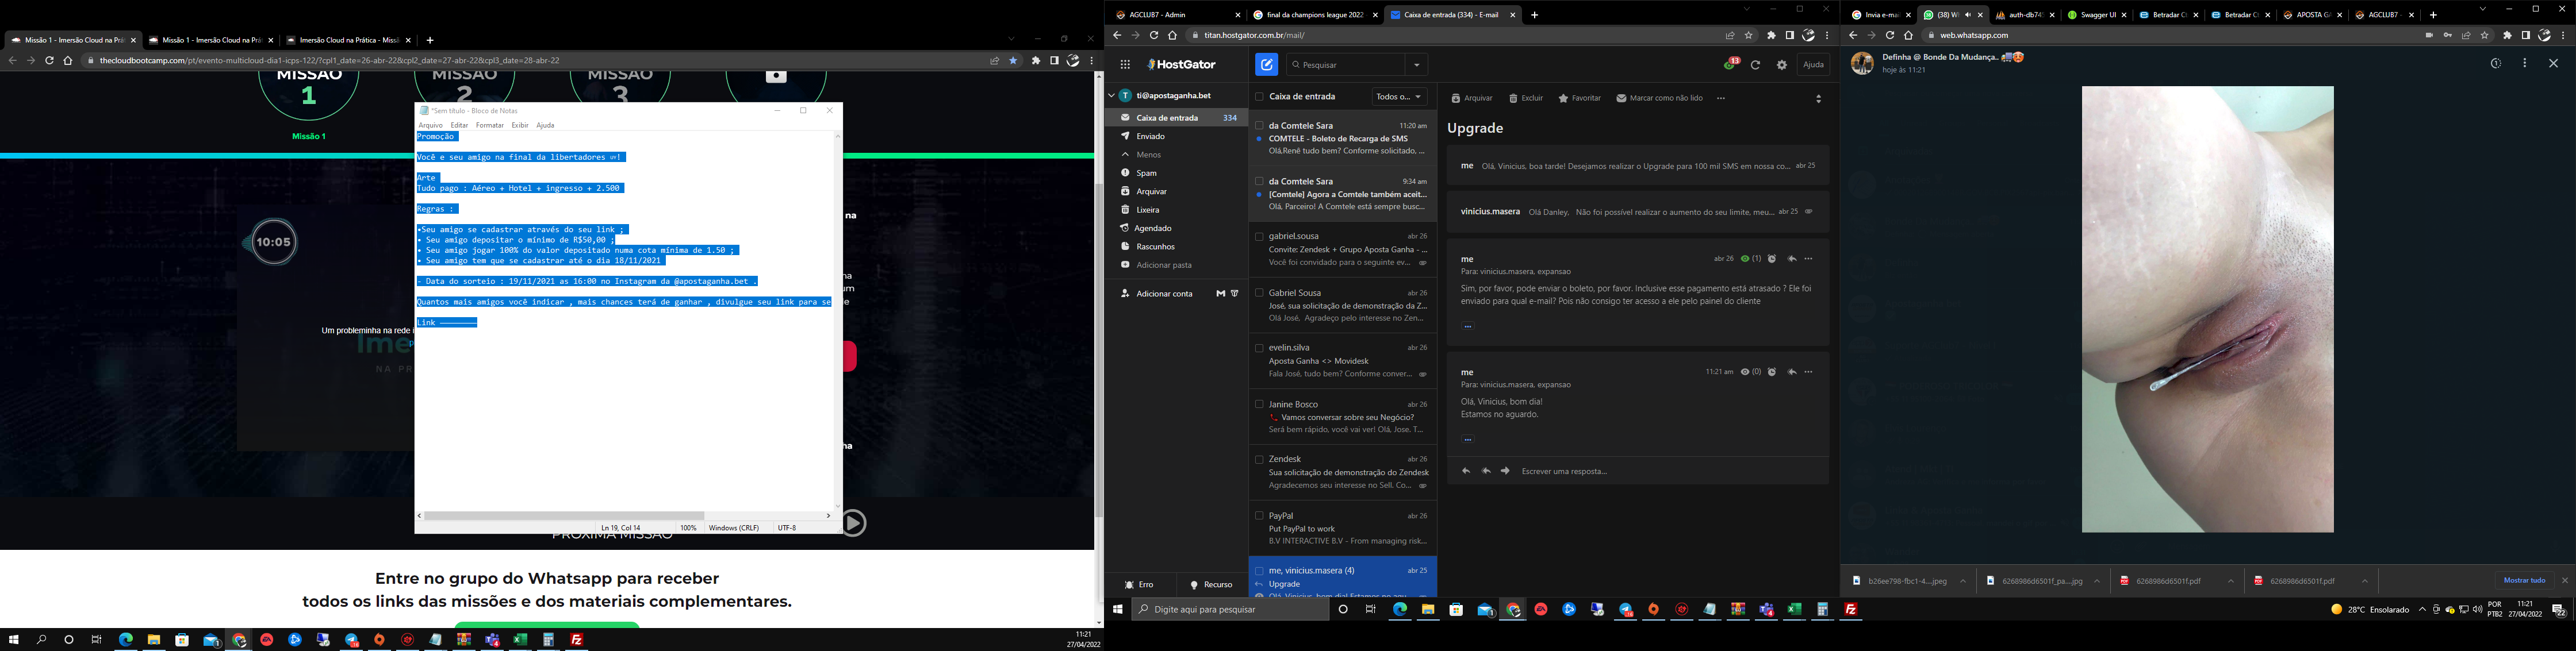 Missão 1 - Imersão Cloud na Prá
Missão 1 - Imersão Cloud na Prá
Imersão Cloud na Prática - Missã
thecloudbootcamp.com/pt/evento-multicloud-dia1-icps-122/?cpl1_date=26-abr-22&cpl2_date=27-abr-22&cpl3_date=28-abr-22
MISSÃO
1
MISSÃO
2
MISSÃO
3
Missão 1
10:05
Um probleminha na rede
NA PR
*Sem título - Bloco de Notas
Arquivo Editar Formatar Exibir Ajuda
Promoção
Você e seu amigo na final da libertadores
Arte
Tudo pago : Aéreo + Hotel + ingresso + 2.500
Regras :
•Seu amigo se cadastrar através do seu link ;
• Seu amigo depositar o mínimo de R$50,00 ;
• Seu amigo jogar 100% do valor depositado numa cota mínima de 1.50 ;
• Seu amigo tem que se cadastrar até o dia 18/11/2021
- Data do sorteio : 19/11/2021 as 16:00 no Instagram da @apostaganha.bet .
Quantos mais amigos você indicar , mais chances terá de ganhar , divulgue seu link para se
Link ————————
Ln 19, Col 14 100% Windows (CRLF) UTF-8
PRÓXIMA MISSÃO
Entre no grupo do Whatsapp para receber
todos os links das missões e dos materiais complementares.
11:21
27/04/2022
AGCLUB7 - Admin
final da champions league 2022
Caixa de entrada (334) - E-mail
titan.hostgator.com.br/mail/
HostGator
Pesquisar
13
Ajuda
ti@apostaganha.bet
Caixa de entrada 334
Enviado
Menos
Spam
Arquivar
Lixeira
Agendado
Rascunhos
Adicionar pasta
Adicionar conta
Erro
Recurso
Caixa de entrada
Todos o...
da Comtele Sara 11:20 am
COMTELE - Boleto de Recarga de SMS
Olá,Renê tudo bem? Conforme solicitado, ...
da Comtele Sara 9:34 am
[Comtele] Agora a Comtele também aceit...
Olá, Parceiro! A Comtele está sempre busc...
gabriel.sousa abr 26
Convite: Zendesk + Grupo Aposta Ganha - ...
Você foi convidado para o seguinte ev...
Gabriel Sousa abr 26
José, sua solicitação de demonstração da Z...
Olá José, Agradeço pelo interesse no Zen...
evelin.silva abr 26
Aposta Ganha <> Movidesk
Fala José, tudo bem? Conforme conver...
Janine Bosco abr 26
Vamos conversar sobre seu Negócio?
Será bem rápido, você vai ver! Olá, Jose. T...
Zendesk abr 26
Sua solicitação de demonstração do Zendesk
Agradecemos seu interesse no Sell. Co...
PayPal abr 26
Put PayPal to work
B.V INTERACTIVE B.V - From managing risk...
me, vinicius.masera (4) abr 25
Upgrade
Olá, Vinicius, bom dia! Estamos no agu...
Arquivar Excluir Favoritar Marcar como não lido
Upgrade
me Olá, Vinicius, boa tarde! Desejamos realizar o Upgrade para 100 mil SMS em nossa co... abr 25
vinicius.masera Olá Danley, Não foi possível realizar o aumento do seu limite, meu... abr 25
me abr 26 (1)
Para: vinicius.masera, expansao
Sim, por favor, pode enviar o boleto, por favor. Inclusive esse pagamento está atrasado ? Ele foi
enviado para qual e-mail? Pois não consigo ter acesso a ele pelo painel do cliente
me 11:21 am (0)
Para: vinicius.masera, expansao
Olá, Vinicius, bom dia!
Estamos no aguardo.
Escrever uma resposta...
Digite aqui para pesquisar
Invia e-mai
(38) W
auth-db745
Swagger UI
Betradar C
Betradar C
APOSTA GA
AGCLUB7 -
web.whatsapp.com
Definha @ Bonde Da Mudança..
hoje às 11:21
b26ee798-fbc1-4....jpeg
6268986d6501f_pa....jpg
6268986d6501f.pdf
6268986d6501f.pdf
Mostrar tudo
28°C Ensolarado
POR
PTB2
11:21
27/04/2022
22